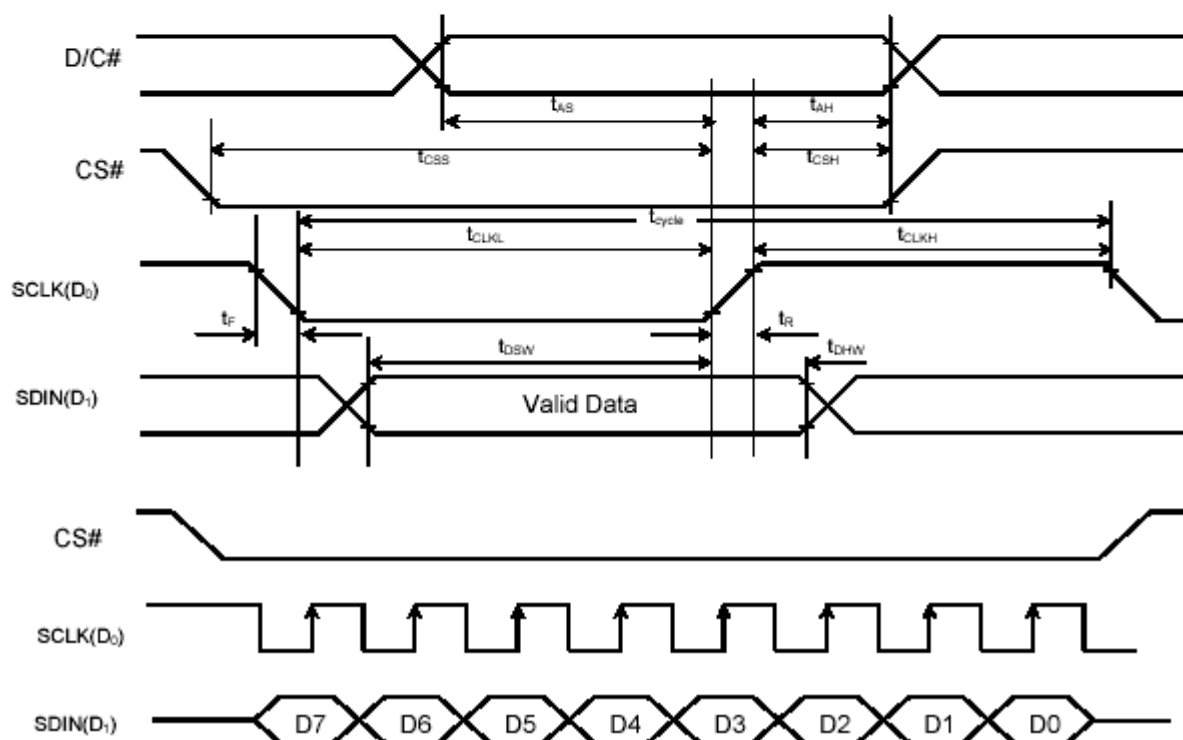 D/C#
tAS
tAH
CS#
tCSS
tCSH
tcycle
tCLKL
tCLKH
SCLK(D0)
tF
tR
tDSW
tDHW
SDIN(D1)
Valid Data
CS#
SCLK(D0)
SDIN(D1)
D7 D6 D5 D4 D3 D2 D1 D0